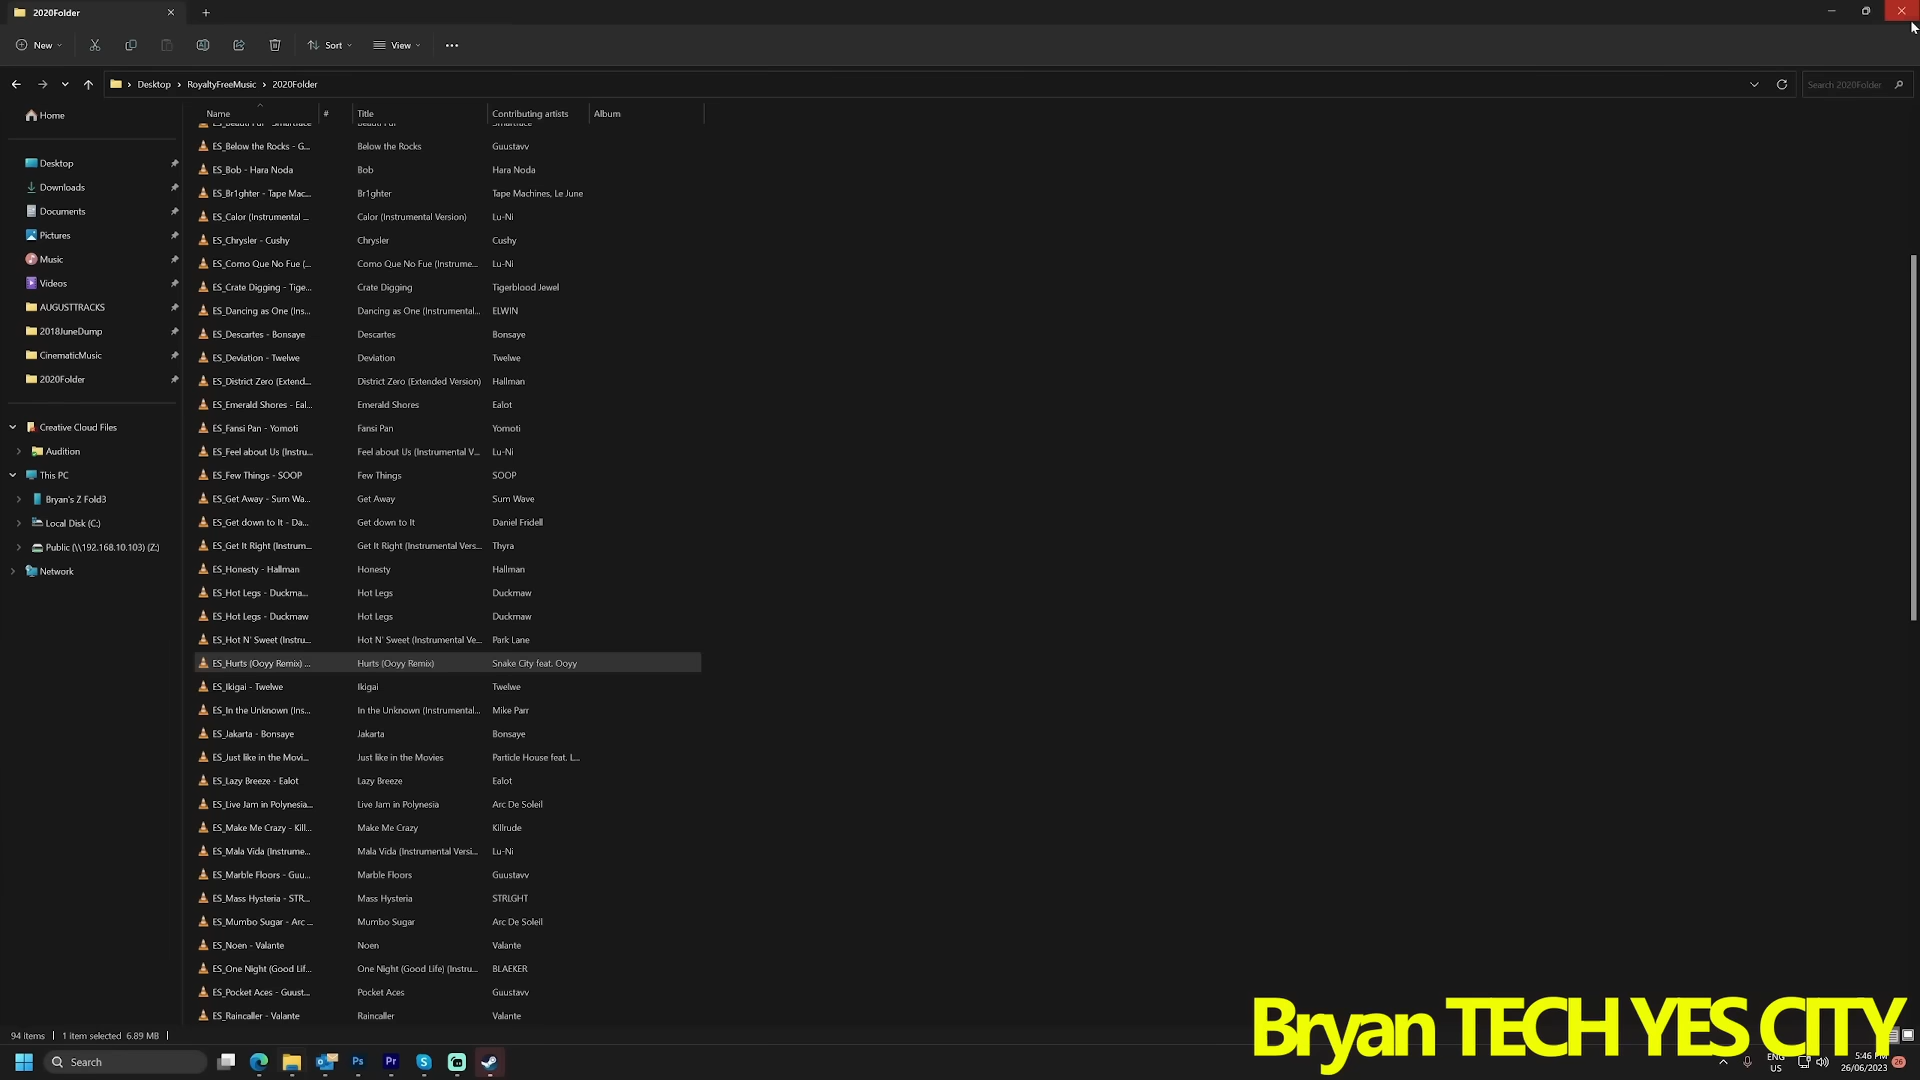 2020Folder
New
Sort
View
Desktop > RoyaltyFreeMusic > 2020Folder
Search 2020Folder
Home
Desktop
Downloads
Documents
Pictures
Music
Videos
AUGUSTTRACKS
2018JuneDump
CinematicMusic
2020Folder
Creative Cloud Files
Audition
This PC
Bryan's Z Fold3
Local Disk (C:)
Public (\\192.168.10.103) (Z:)
Network
Name # Title Contributing artists Album
ES_Below the Rocks - G... Below the Rocks Guustavv
ES_Bob - Hara Noda Bob Hara Noda
ES_Br1ghter - Tape Mac... Br1ghter Tape Machines, Le June
ES_Calor (Instrumental ... Calor (Instrumental Version) Lu-Ni
ES_Chrysler - Cushy Chrysler Cushy
ES_Como Que No Fue (... Como Que No Fue (Instrume... Lu-Ni
ES_Crate Digging - Tige... Crate Digging Tigerblood Jewel
ES_Dancing as One (Ins... Dancing as One (Instrumental... ELWIN
ES_Descartes - Bonsaye Descartes Bonsaye
ES_Deviation - Twelwe Deviation Twelwe
ES_District Zero (Extend... District Zero (Extended Version) Hallman
ES_Emerald Shores - Eal... Emerald Shores Ealot
ES_Fansi Pan - Yomoti Fansi Pan Yomoti
ES_Feel about Us (Instru... Feel about Us (Instrumental V... Lu-Ni
ES_Few Things - SOOP Few Things SOOP
ES_Get Away - Sum Wa... Get Away Sum Wave
ES_Get down to It - Da... Get down to It Daniel Fridell
ES_Get It Right (Instrum... Get It Right (Instrumental Vers... Thyra
ES_Honesty - Hallman Honesty Hallman
ES_Hot Legs - Duckma... Hot Legs Duckmaw
ES_Hot Legs - Duckmaw Hot Legs Duckmaw
ES_Hot N' Sweet (Instru... Hot N' Sweet (Instrumental Ve... Park Lane
ES_Hurts (Ooyy Remix) ... Hurts (Ooyy Remix) Snake City feat. Ooyy
ES_Ikigai - Twelwe Ikigai Twelwe
ES_In the Unknown (Ins... In the Unknown (Instrumental... Mike Parr
ES_Jakarta - Bonsaye Jakarta Bonsaye
ES_Just like in the Movi... Just like in the Movies Particle House feat. L...
ES_Lazy Breeze - Ealot Lazy Breeze Ealot
ES_Live Jam in Polynesia... Live Jam in Polynesia Arc De Soleil
ES_Make Me Crazy - Kill... Make Me Crazy Killrude
ES_Mala Vida (Instrume... Mala Vida (Instrumental Versi... Lu-Ni
ES_Marble Floors - Guu... Marble Floors Guustavv
ES_Mass Hysteria - STR... Mass Hysteria STRLGHT
ES_Mumbo Sugar - Arc ... Mumbo Sugar Arc De Soleil
ES_Noen - Valante Noen Valante
ES_One Night (Good Lif... One Night (Good Life) (Instru... BLAEKER
ES_Pocket Aces - Guust... Pocket Aces Guustavv
ES_Raincaller - Valante Raincaller Valante
94 items 1 item selected 6.89 MB
Bryan TECH YES CITY
Search
Ps
Pr
ENG
US
5:46 PM
26/06/2023
26